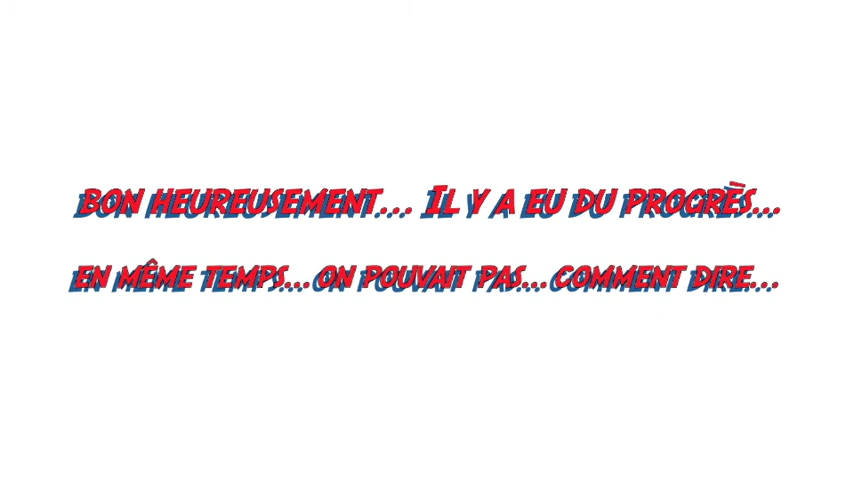 BON HEUREUSEMENT... IL Y A EU DU PROGRÈS...
EN MÊME TEMPS... ON POUVAIT PAS... COMMENT DIRE...